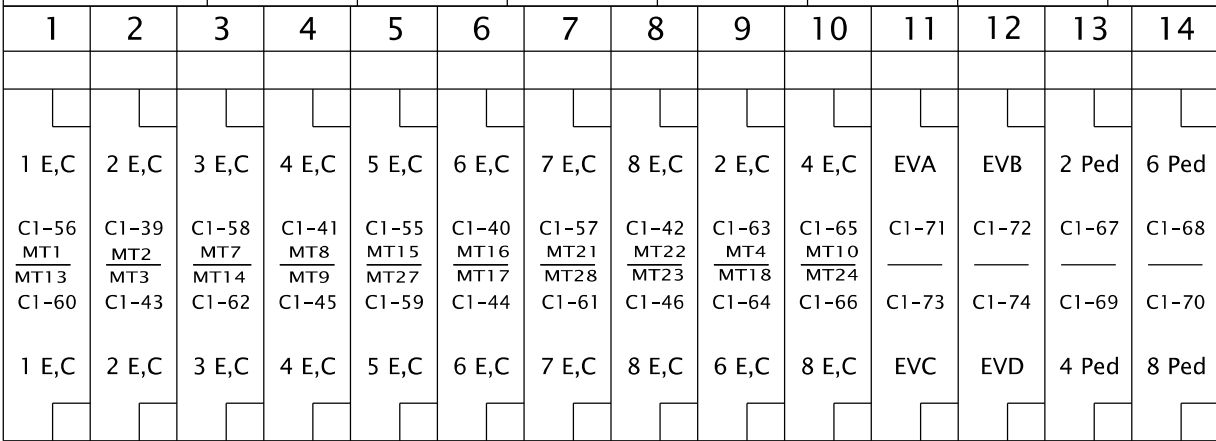 1 2 3 4 5 6 7 8 9 10 11 12 13 14
1 E,C 2 E,C 3 E,C 4 E,C 5 E,C 6 E,C 7 E,C 8 E,C 2 E,C 4 E,C EVA EVB 2 Ped 6 Ped
C1-56 C1-39 C1-58 C1-41 C1-55 C1-40 C1-57 C1-42 C1-63 C1-65 C1-71 C1-72 C1-67 C1-68
MT1 MT2 MT7 MT8 MT15 MT16 MT21 MT22 MT4 MT10
MT13 MT3 MT14 MT9 MT27 MT17 MT28 MT23 MT18 MT24
C1-60 C1-43 C1-62 C1-45 C1-59 C1-44 C1-61 C1-46 C1-64 C1-66 C1-73 C1-74 C1-69 C1-70
1 E,C 2 E,C 3 E,C 4 E,C 5 E,C 6 E,C 7 E,C 8 E,C 6 E,C 8 E,C EVC EVD 4 Ped 8 Ped